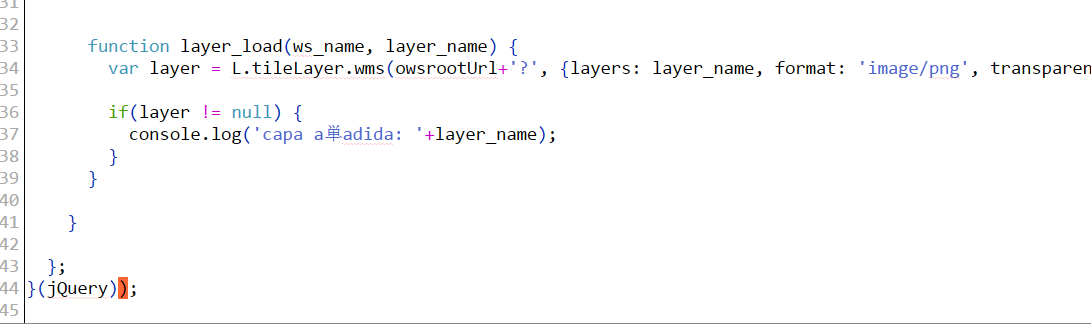 31
32
33 function layer_load(ws_name, layer_name) {
34 var layer = L.tileLayer.wms(owsrootUrl+'?', {layers: layer_name, format: 'image/png', transparen
35
36 if(layer != null) {
37 console.log('capa a単adida: '+layer_name);
38 }
39 }
40
41 }
42
43 };
44 }(jQuery));
45